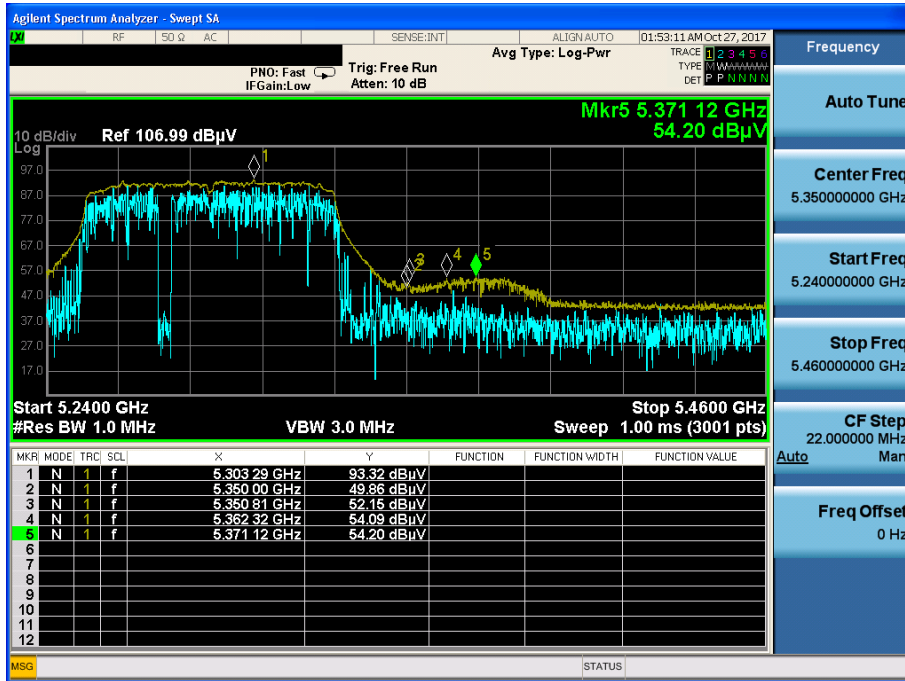 Agilent Spectrum Analyzer - Swept SA
LXI RF 50 Ω AC SENSE:INT ALIGN AUTO 01:53:11 AM Oct 27, 2017
Frequency
Avg Type: Log-Pwr
TRACE 1 2 3 4 5 6
PNO: Fast Trig: Free Run
TYPE M WWWWW
IFGain:Low Atten: 10 dB
DET P P N N N N
Auto Tune
Mkr5 5.371 12 GHz
54.20 dBµV
10 dB/div Ref 106.99 dBµV
Log
1
97.0
87.0
77.0
67.0
57.0
47.0
37.0
27.0
17.0
4 5
Center Freq
5.350000000 GHz
Start Freq
5.240000000 GHz
Stop Freq
5.460000000 GHz
Start 5.2400 GHz Stop 5.4600 GHz
#Res BW 1.0 MHz VBW 3.0 MHz Sweep 1.00 ms (3001 pts)
CF Step
22.000000 MHz
Auto Man
Freq Offset
0 Hz
MKR MODE TRC SCL X Y FUNCTION FUNCTION WIDTH FUNCTION VALUE
1 N 1 f 5.303 29 GHz 93.32 dBµV
2 N 1 f 5.350 00 GHz 49.86 dBµV
3 N 1 f 5.350 81 GHz 52.15 dBµV
4 N 1 f 5.362 32 GHz 54.09 dBµV
5 N 1 f 5.371 12 GHz 54.20 dBµV
6
7
8
9
10
11
12
MSG STATUS